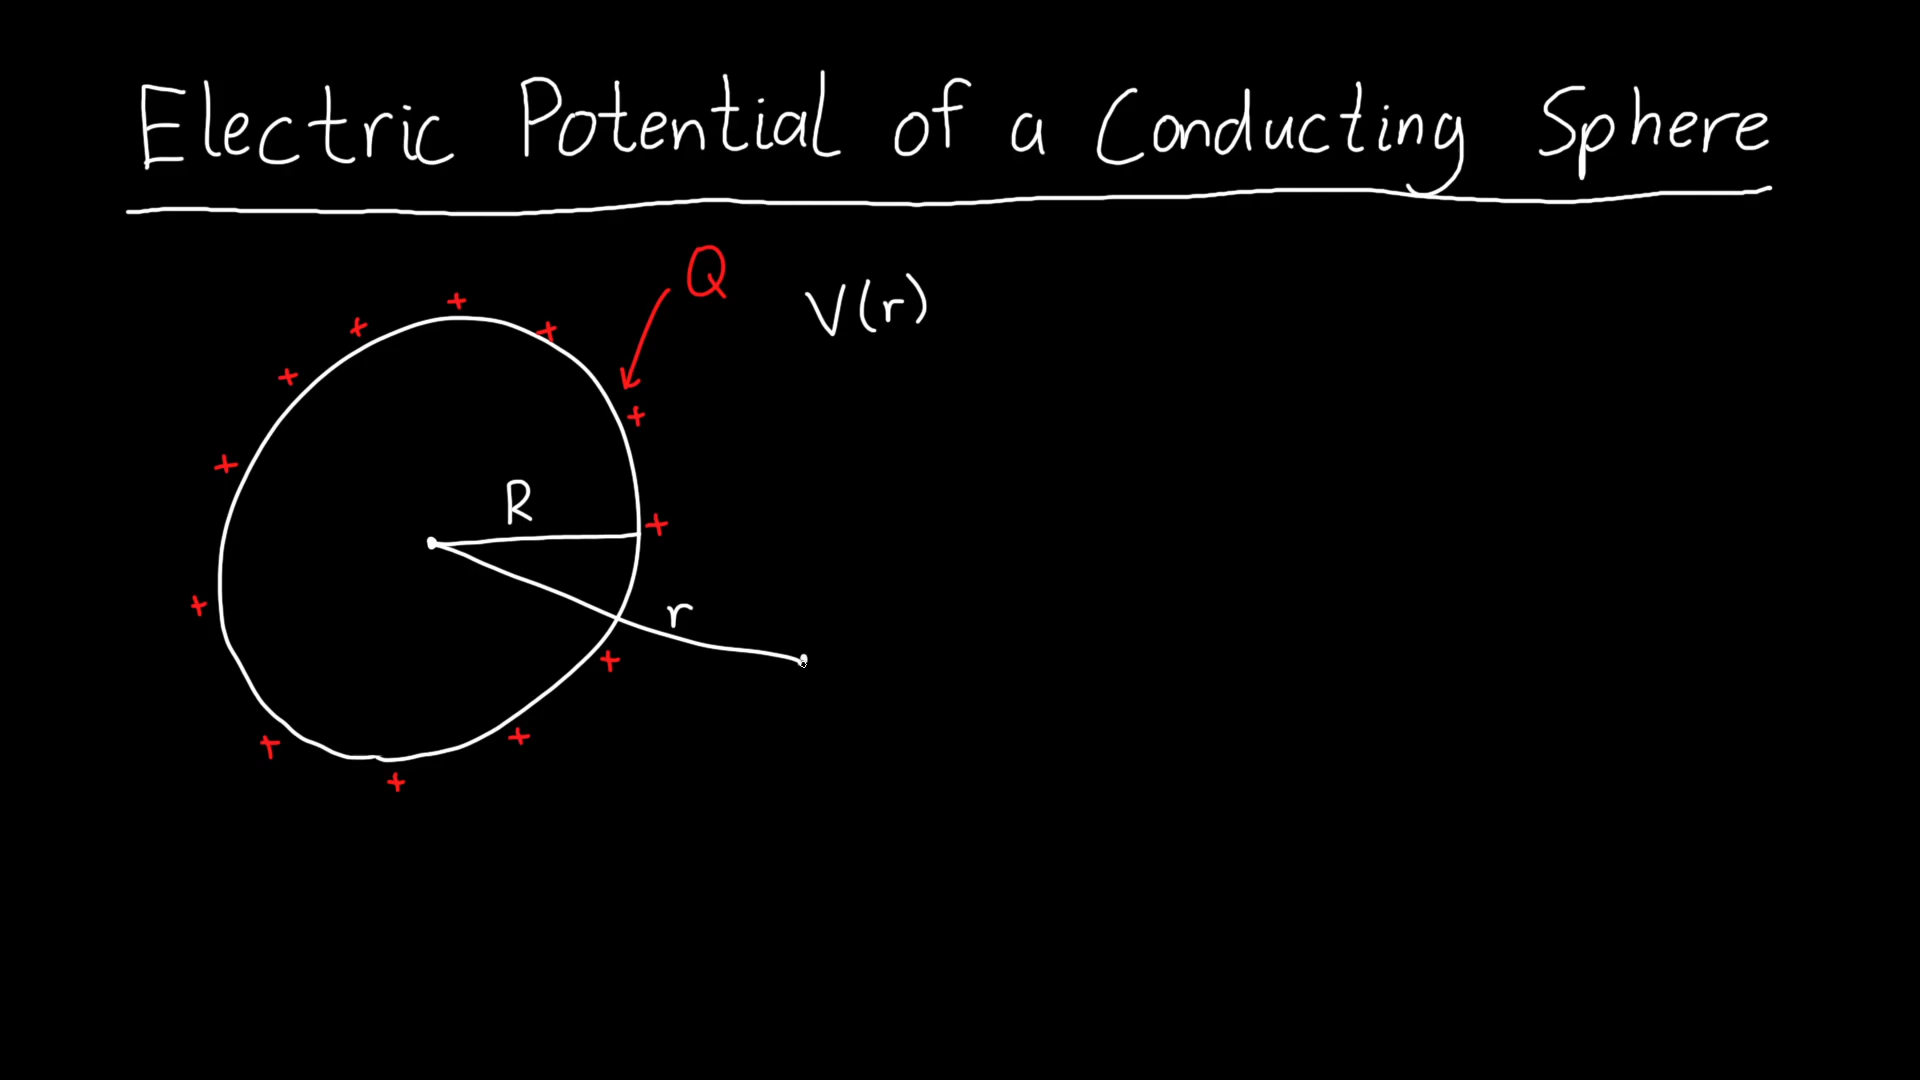 Electric Potential of a Conducting Sphere
Q
V(r)
+
+
+
+
+
+
R
+
+
r
+
+
+
+